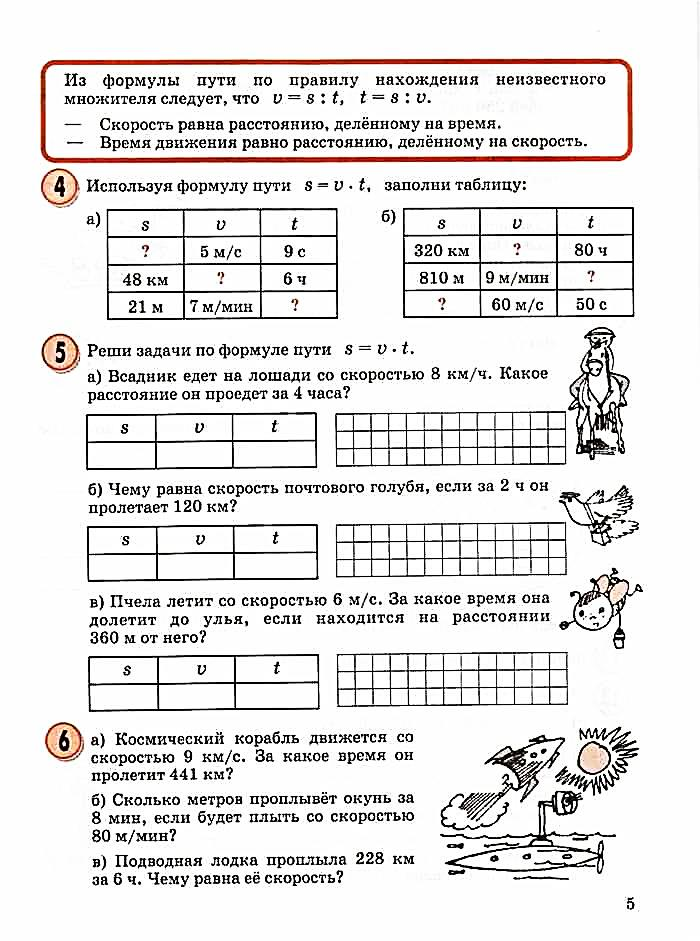 Из формулы пути по правилу нахождения неизвестного
множителя следует, что v = s : t, t = s : v.
— Скорость равна расстоянию, делённому на время.
— Время движения равно расстоянию, делённому на скорость.
4 Используя формулу пути s = v · t, заполни таблицу:
а)
s v t
? 5 м/с 9 с
48 км ? 6 ч
21 м 7 м/мин ?
б)
s v t
320 км ? 80 ч
810 м 9 м/мин ?
? 60 м/с 50 с
5 Реши задачи по формуле пути s = v · t.
а) Всадник едет на лошади со скоростью 8 км/ч. Какое
расстояние он проедет за 4 часа?
s v t
б) Чему равна скорость почтового голубя, если за 2 ч он
пролетает 120 км?
s v t
в) Пчела летит со скоростью 6 м/с. За какое время она
долетит до улья, если находится на расстоянии
360 м от него?
s v t
6 а) Космический корабль движется со
скоростью 9 км/с. За какое время он
пролетит 441 км?
б) Сколько метров проплывёт окунь за
8 мин, если будет плыть со скоростью
80 м/мин?
в) Подводная лодка проплыла 228 км
за 6 ч. Чему равна её скорость?
5